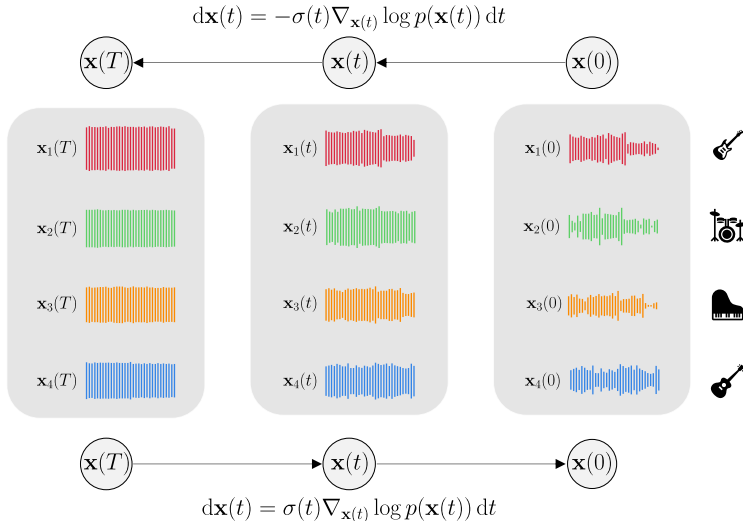 d𝐱(t) = −σ(t)∇_{𝐱(t)} log p(𝐱(t)) dt
𝐱(T) 𝐱(t) 𝐱(0)
𝐱₁(T) 𝐱₁(t) 𝐱₁(0)
𝐱₂(T) 𝐱₂(t) 𝐱₂(0)
𝐱₃(T) 𝐱₃(t) 𝐱₃(0)
𝐱₄(T) 𝐱₄(t) 𝐱₄(0)
𝐱(T) 𝐱(t) 𝐱(0)
d𝐱(t) = σ(t)∇_{𝐱(t)} log p(𝐱(t)) dt